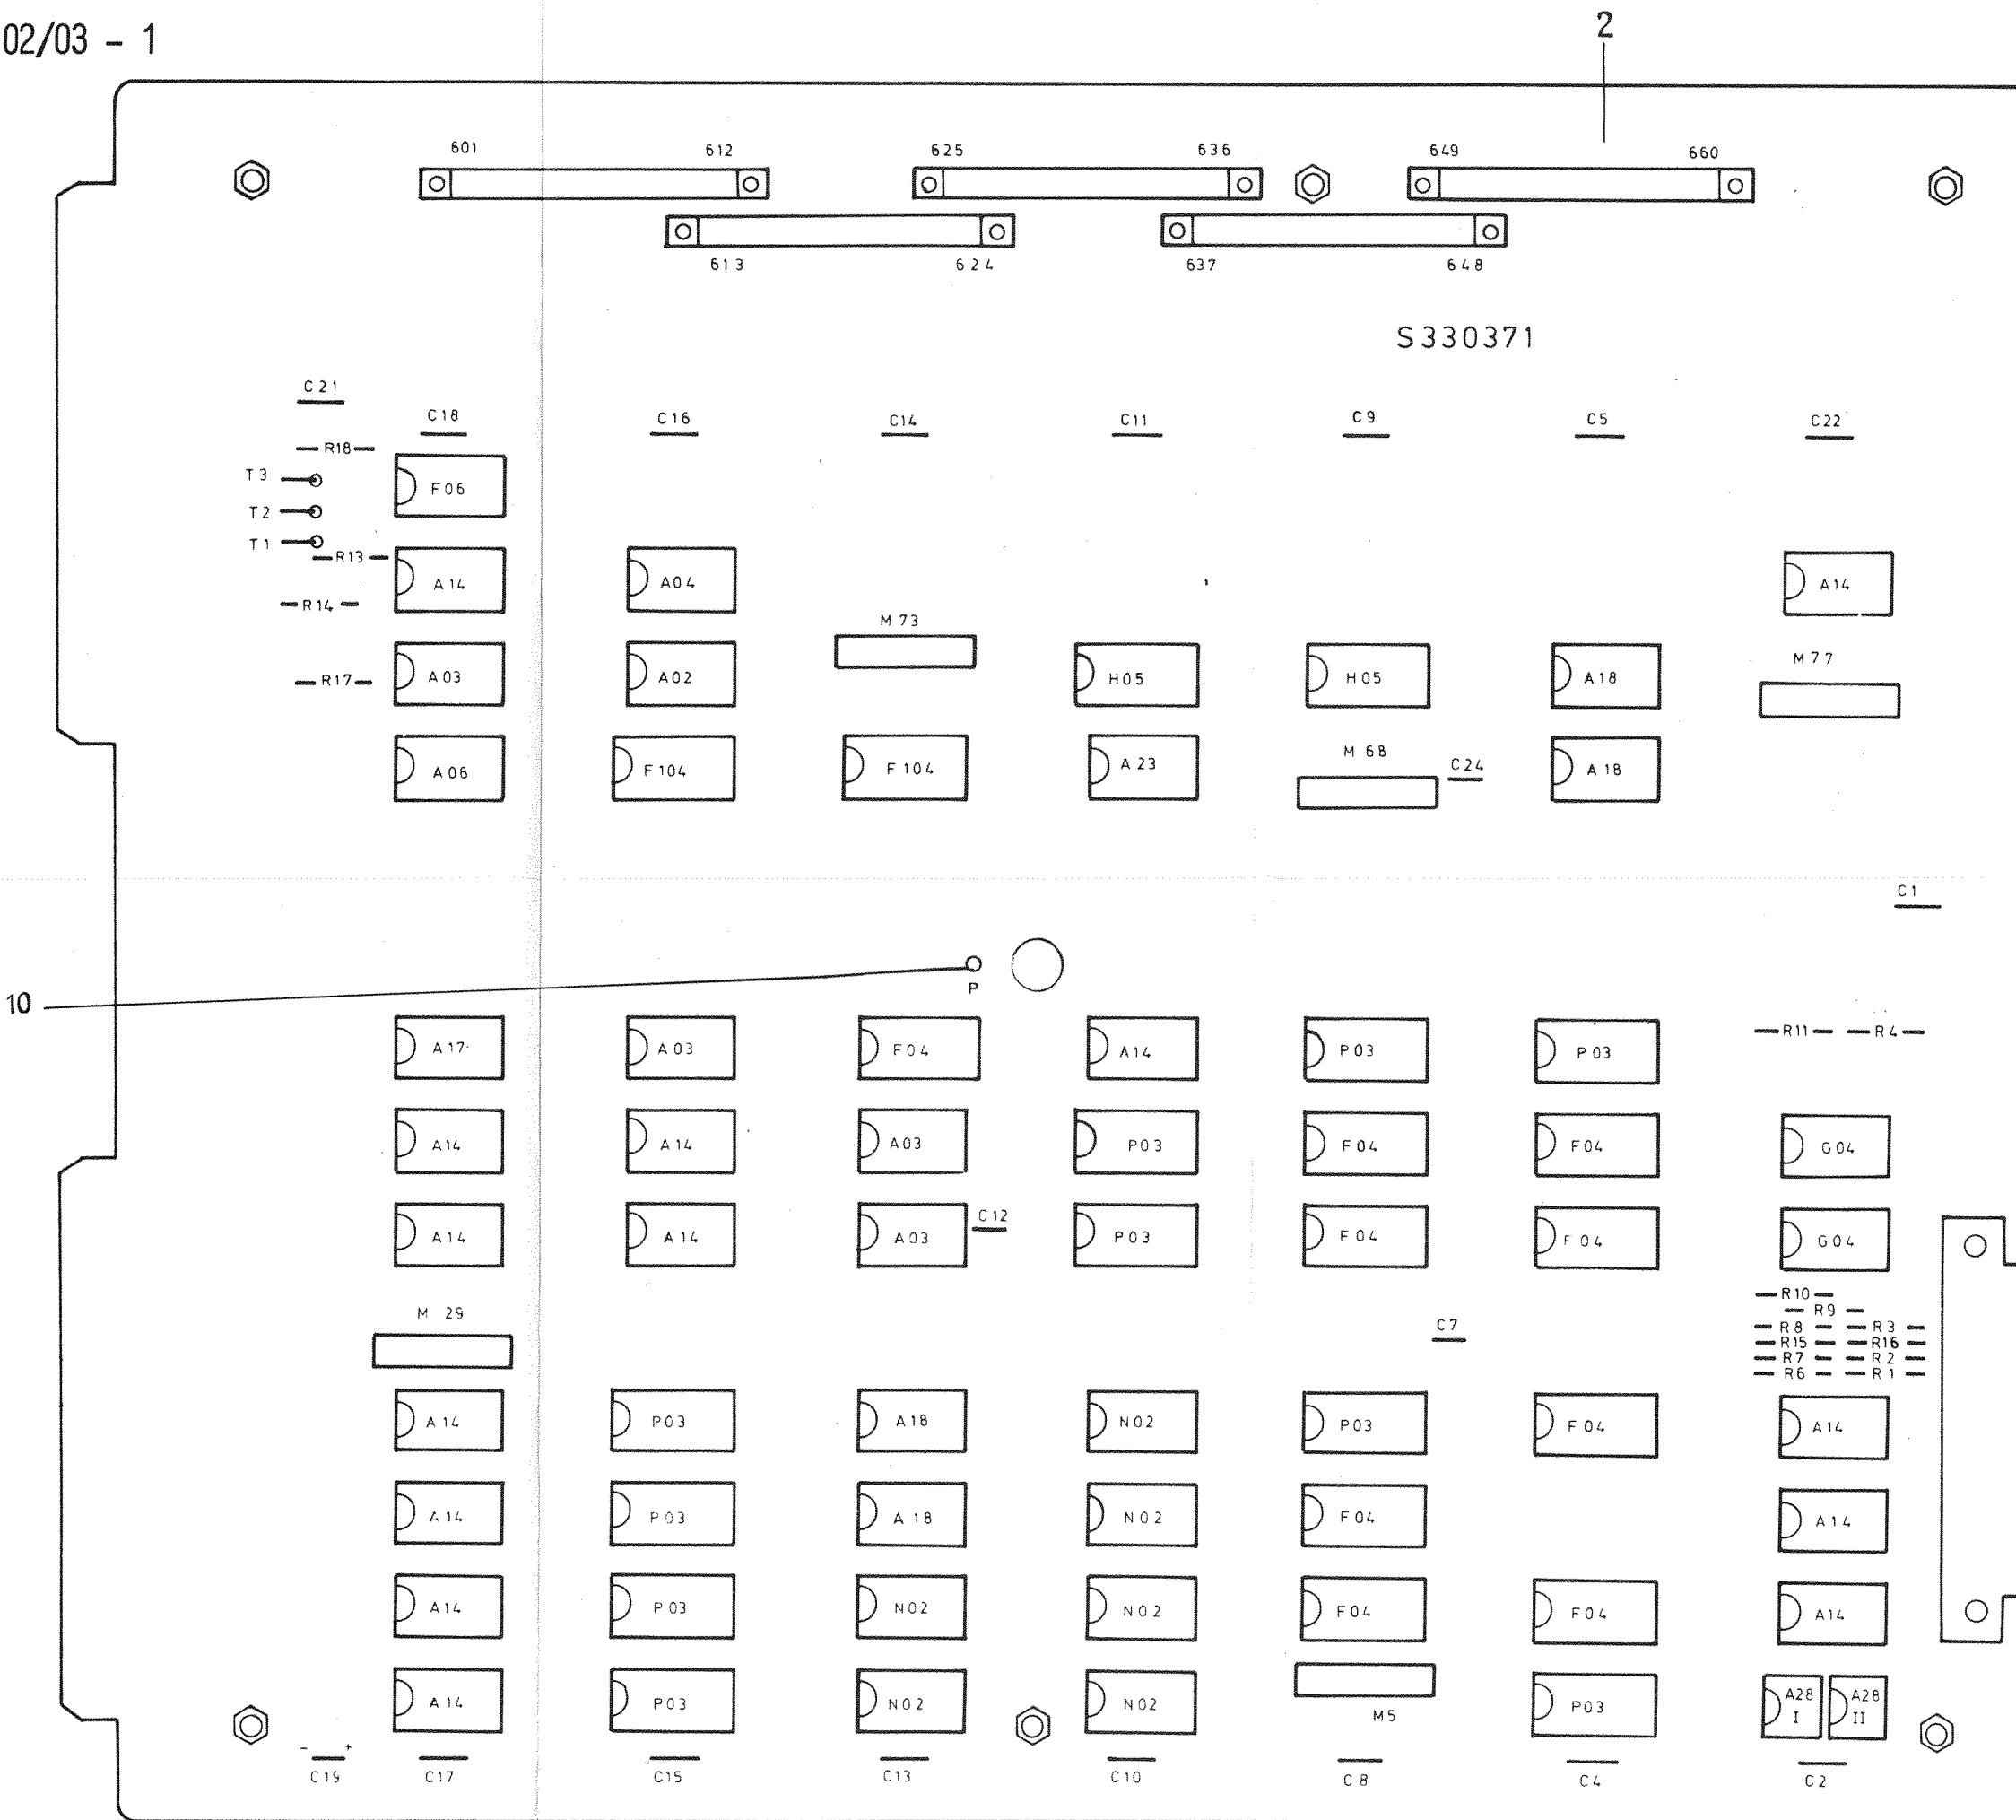 02/03 - 1
2
601 612 625 636 649 660
613 624 637 648
S330371
C21
C18 C16 C14 C11 C9 C5 C22
R18
T3
F06
T2
T1
R13
A14 A04 A14
R14
M 73
M 77
R17 A03 A02 H05 H05 A18
M 68
C24
A06 F104 F104 A23 A18
C1
10
P
A17 A03 F04 A14 P03 P03 R11 R4
A14 A14 A03 P03 F04 F04 G04
C12
A14 A14 A03 P03 F04 F04 G04
R10
M 29 R9
C7 R8 R3
R15 R16
R7 R2
R6 R1
A14 P03 A18 N02 P03 F04 A14
A14 P03 A18 N02 F04 A14
A14 P03 N02 N02 F04 F04 A14
A14 P03 N02 N02 P03 A28 A28
M5 I II
- +
C19 C17 C15 C13 C10 C8 C4 C2